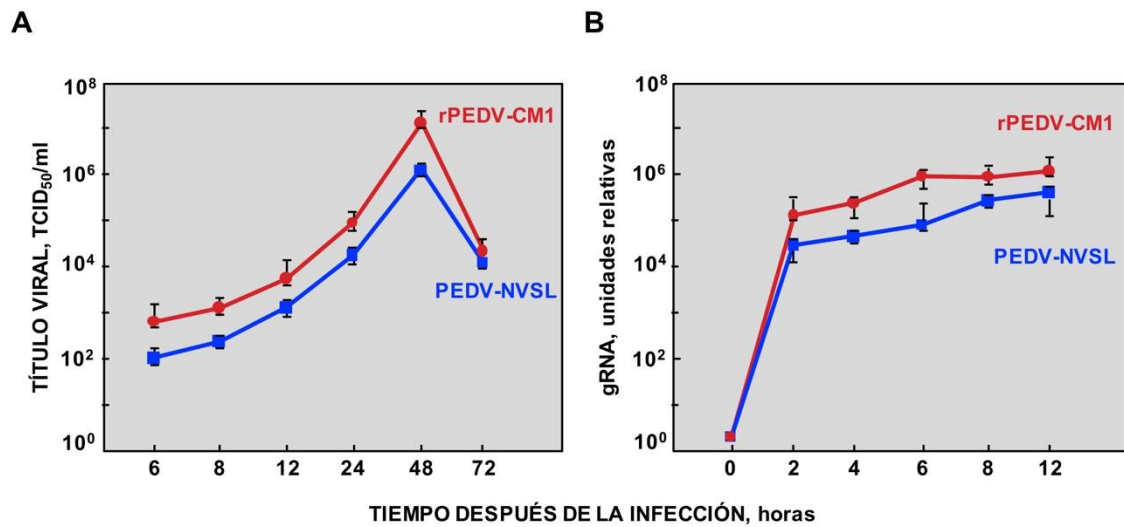 A
TÍTULO VIRAL, TCID₅₀/ml
10⁸
10⁶
10⁴
10²
10⁰
rPEDV-CM1
PEDV-NVSL
6 8 12 24 48 72
B
gRNA, unidades relativas
10⁸
10⁶
10⁴
10²
10⁰
rPEDV-CM1
PEDV-NVSL
0 2 4 6 8 12
TIEMPO DESPUÉS DE LA INFECCIÓN, horas